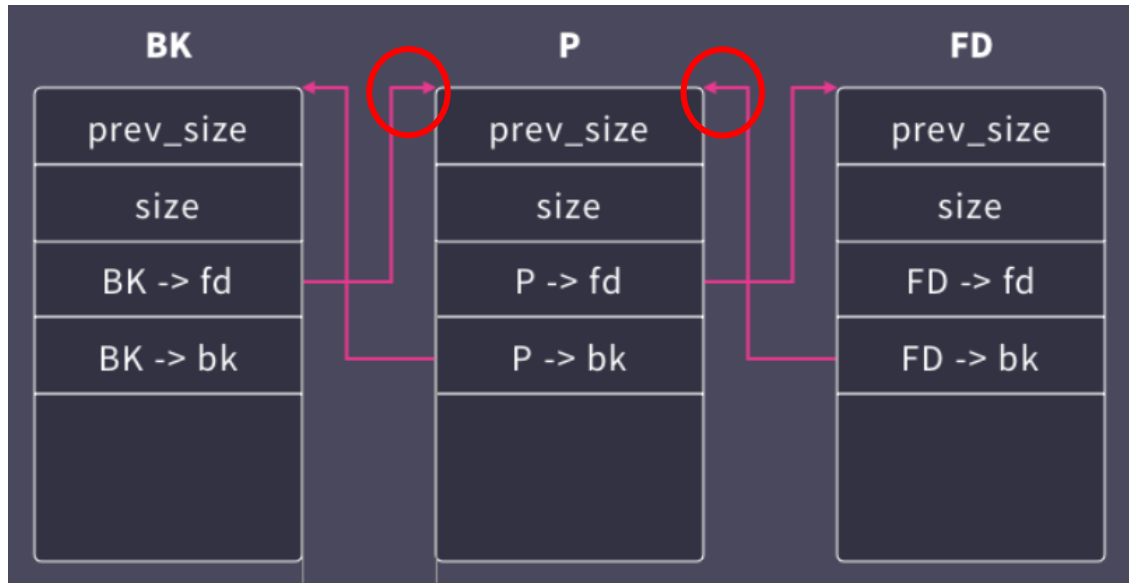 BK
P
FD
prev_size
prev_size
prev_size
size
size
size
BK -> fd
P -> fd
FD -> fd
BK -> bk
P -> bk
FD -> bk